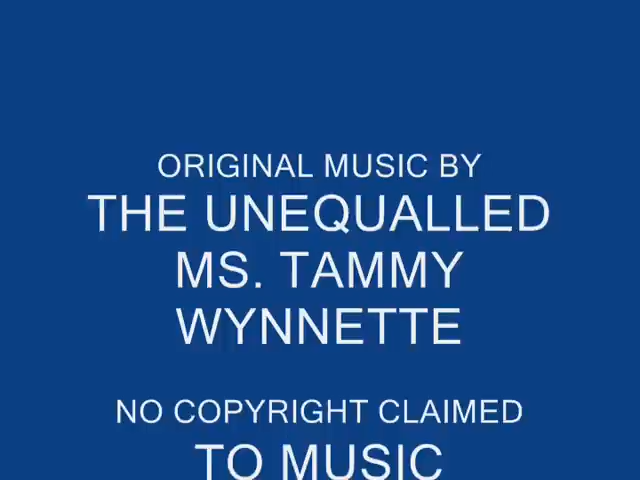 ORIGINAL MUSIC BY
THE UNEQUALLED
MS. TAMMY
WYNNETTE
NO COPYRIGHT CLAIMED
TO MUSIC